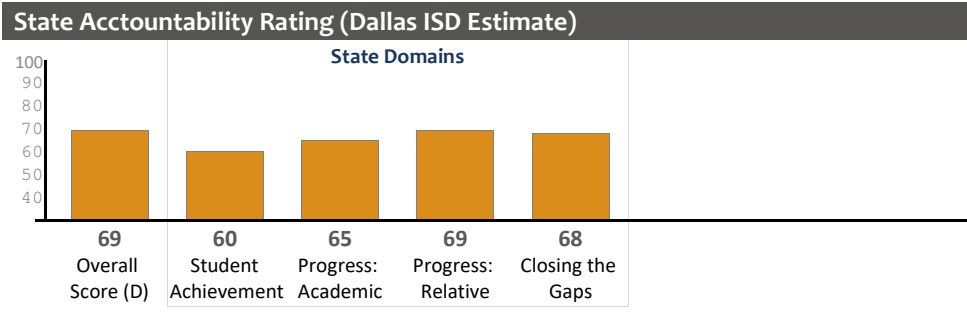 State Acctountability Rating (Dallas ISD Estimate)
State Domains
100
90
80
70
60
50
40
69 60 65 69 68
Overall Student Progress: Progress: Closing the
Score (D) Achievement Academic Relative Gaps